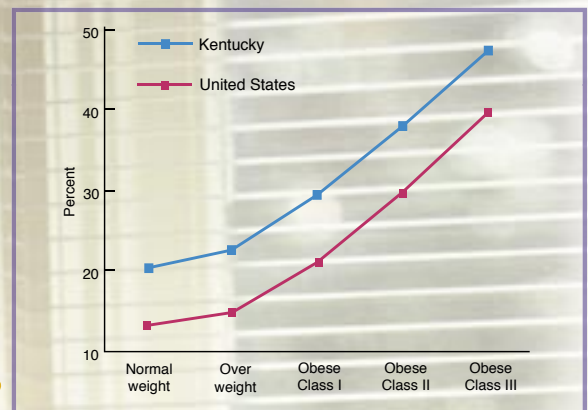 50
Kentucky
United States
40
30
20
10
Percent
Normal
weight
Over
weight
Obese
Class I
Obese
Class II
Obese
Class III